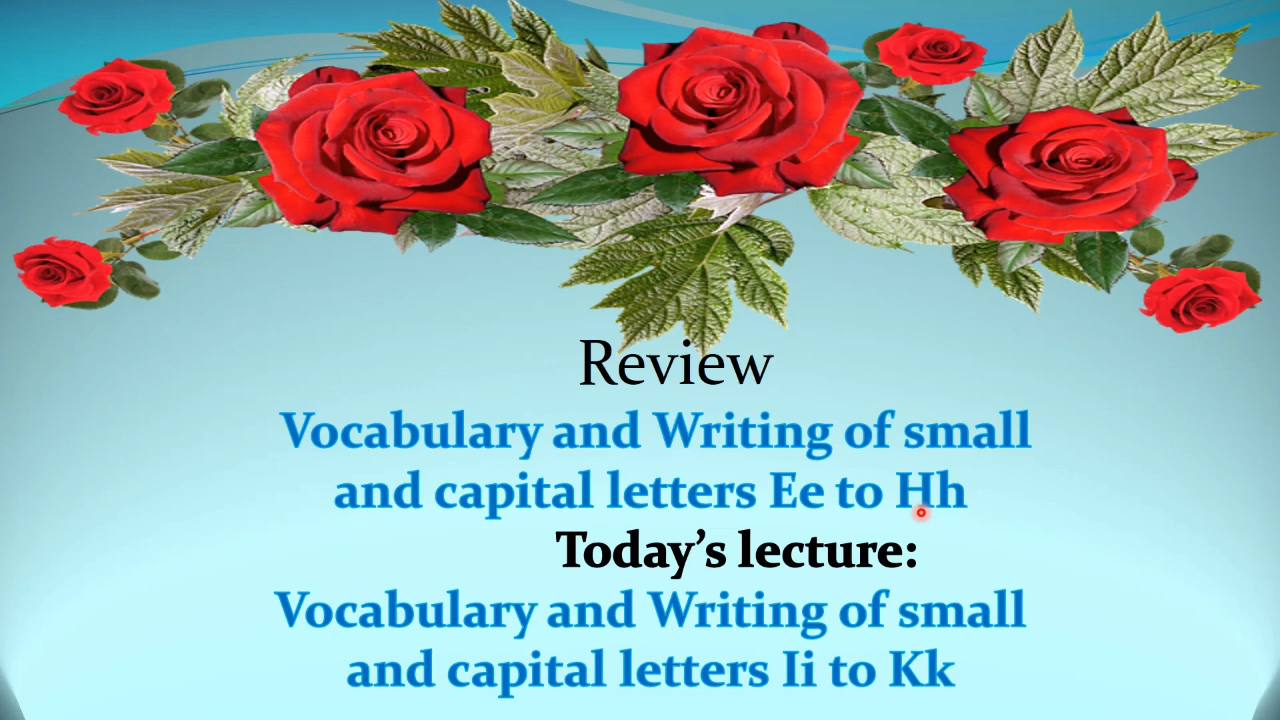 Review
Vocabulary and Writing of small
and capital letters Ee to Hh
Today’s lecture:
Vocabulary and Writing of small
and capital letters Ii to Kk